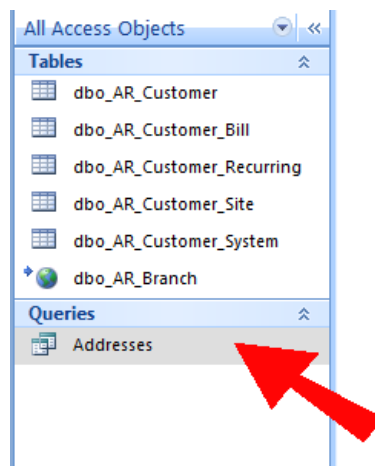 All Access Objects
Tables
dbo_AR_Customer
dbo_AR_Customer_Bill
dbo_AR_Customer_Recurring
dbo_AR_Customer_Site
dbo_AR_Customer_System
dbo_AR_Branch
Queries
Addresses